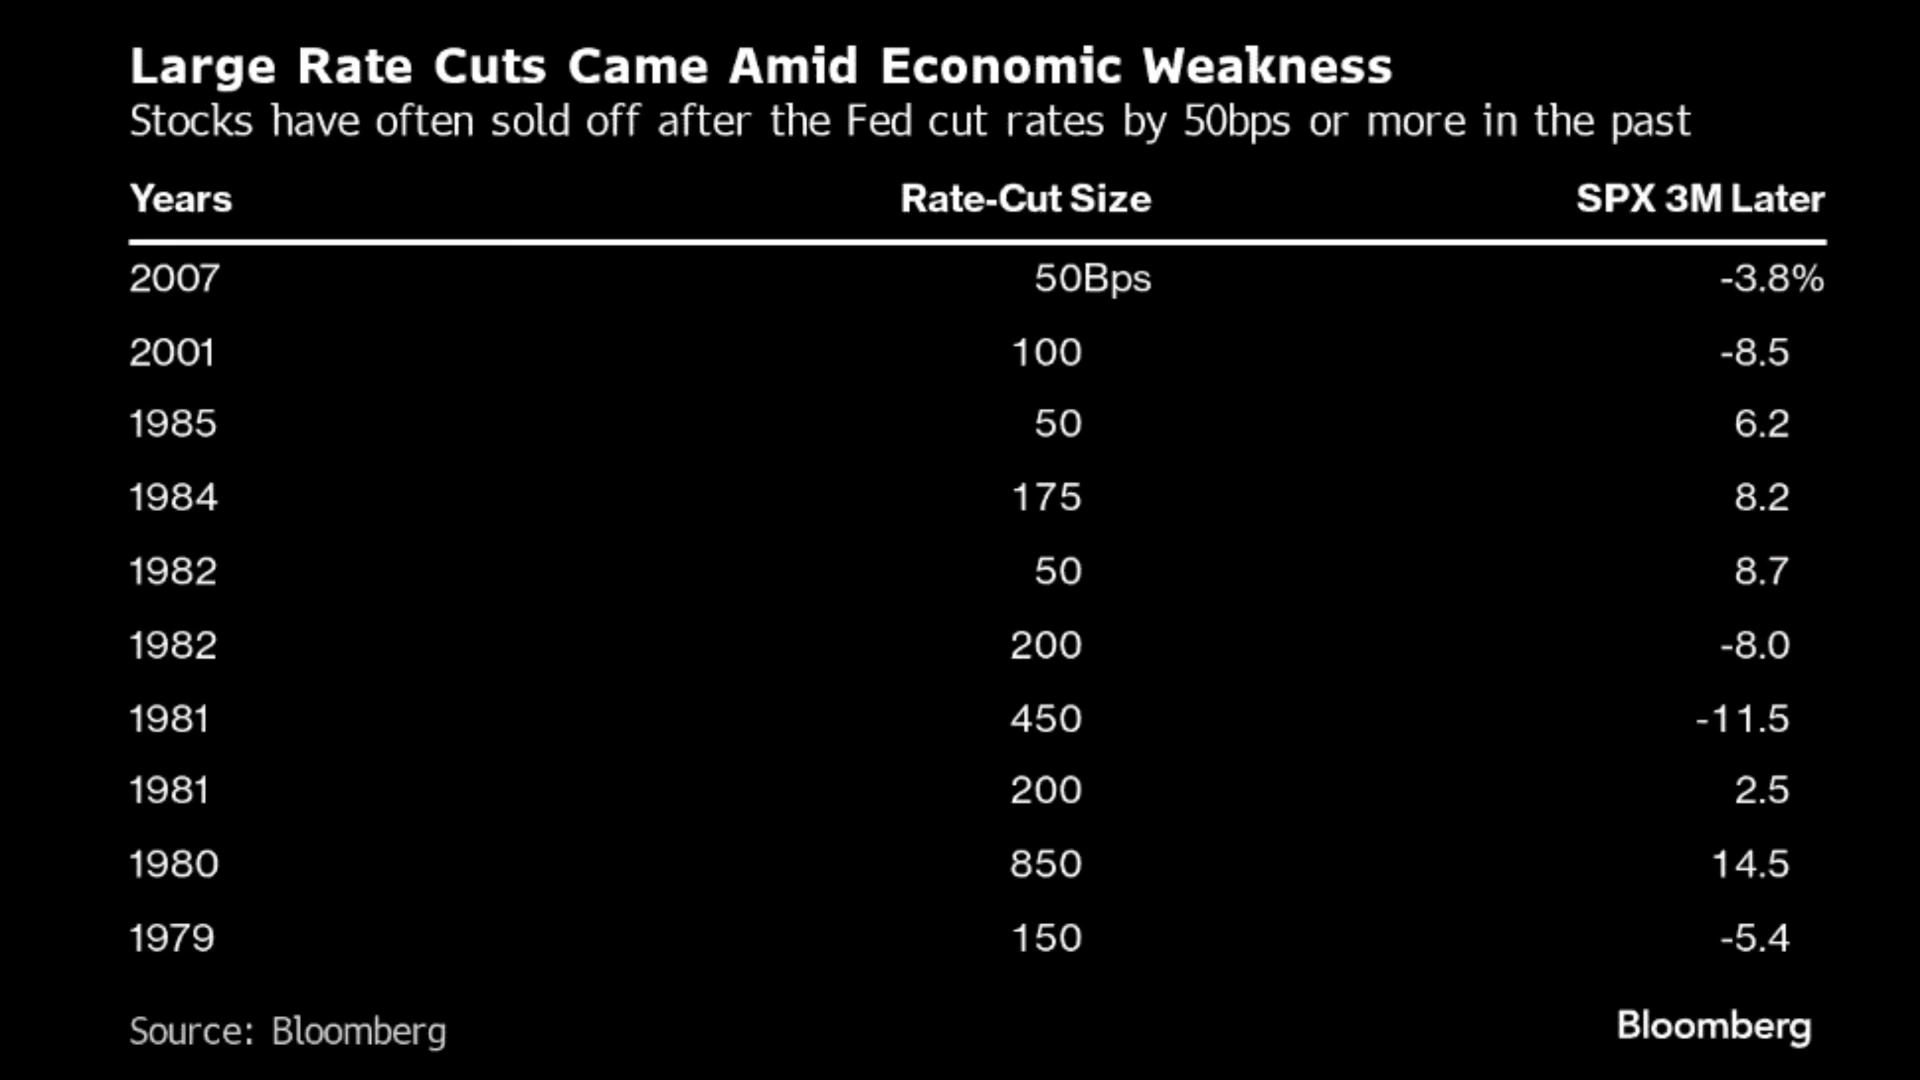 Large Rate Cuts Came Amid Economic Weakness
Stocks have often sold off after the Fed cut rates by 50bps or more in the past
Years Rate-Cut Size SPX 3M Later
2007 50Bps -3.8%
2001 100 -8.5
1985 50 6.2
1984 175 8.2
1982 50 8.7
1982 200 -8.0
1981 450 -11.5
1981 200 2.5
1980 850 14.5
1979 150 -5.4
Source: Bloomberg Bloomberg